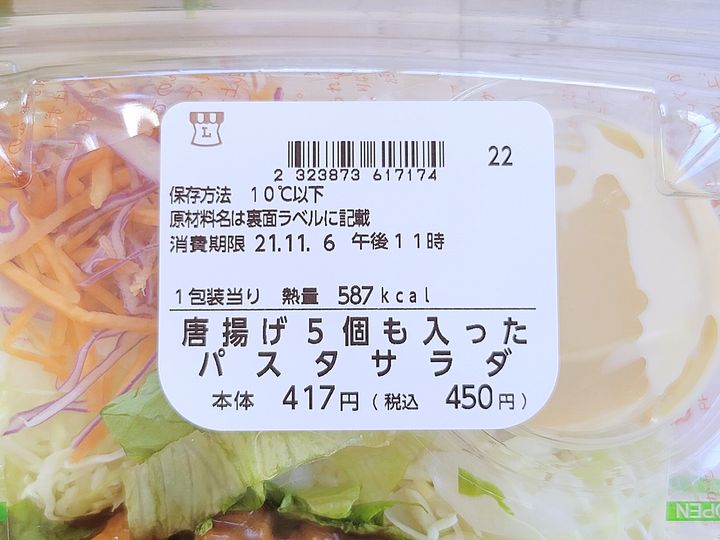 L
22
2 323873 617174
保存方法 10℃以下
原材料名は裏面ラベルに記載
消費期限 21.11. 6 午後11時
1包装当り 熱量 587kcal
唐揚げ5個も入った
パスタサラダ
本体 417円 (税込 450円)
OPEN